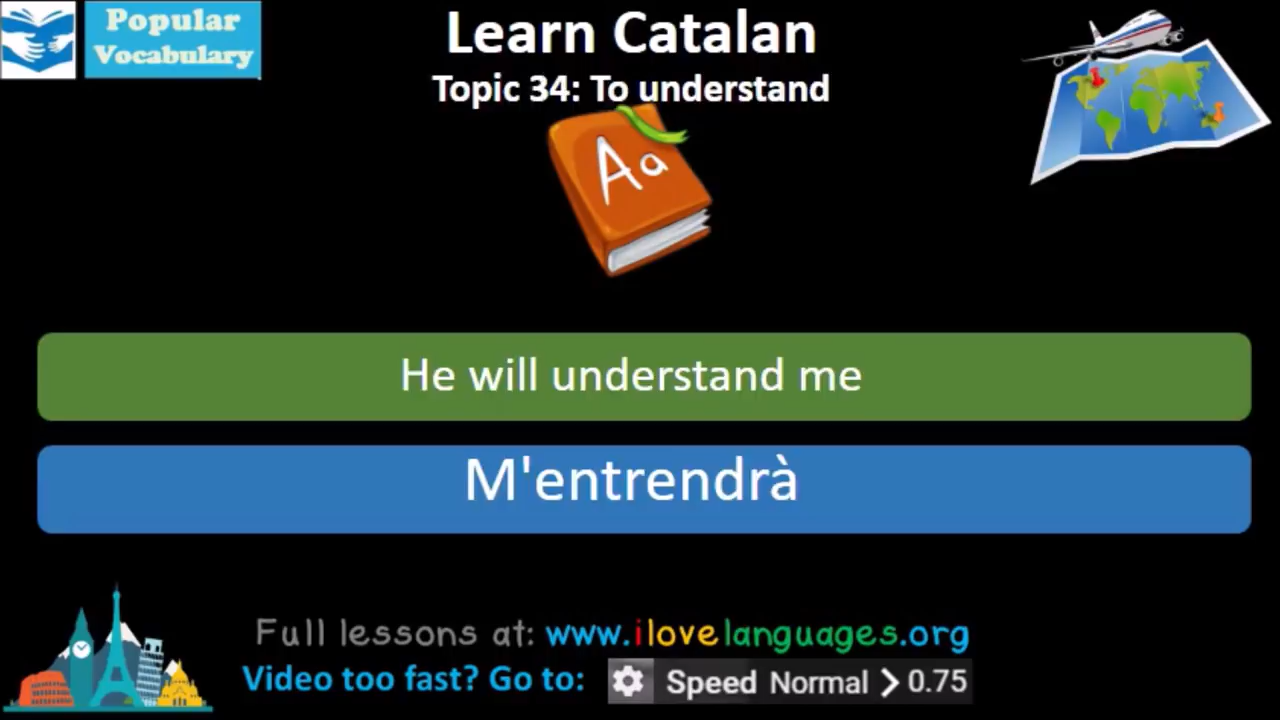 Popular
Vocabulary
Learn Catalan
Topic 34: To understand
Aa
He will understand me
M'entrendrà
Full lessons at: www.ilovelanguages.org
Video too fast? Go to: Speed Normal > 0.75